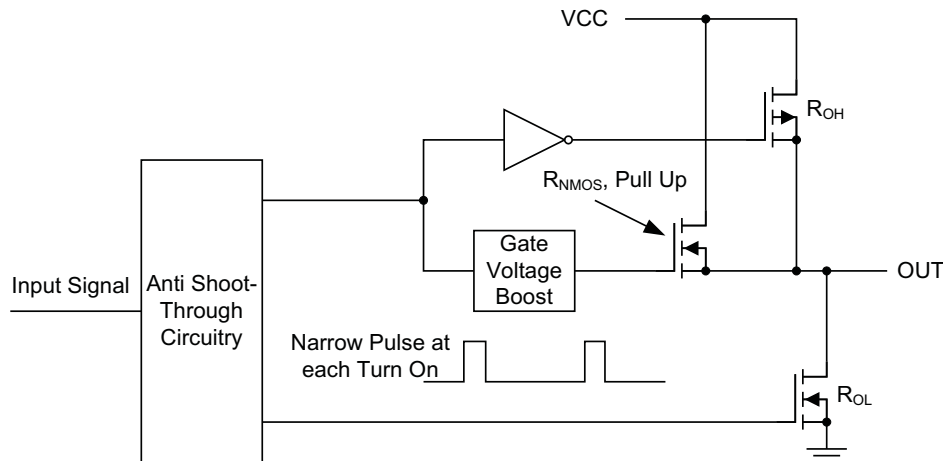 VCC
R_OH
R_NMOS, Pull Up
Gate
Voltage
Boost
OUT
Input Signal
Anti Shoot-
Through
Circuitry
Narrow Pulse at
each Turn On
R_OL